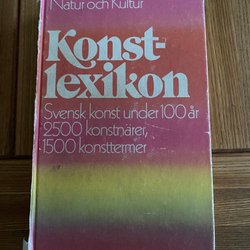 Natur och Kultur
Konst-
lexikon
Svensk konst under 100 år
2500 konstnärer,
1500 konsttermer